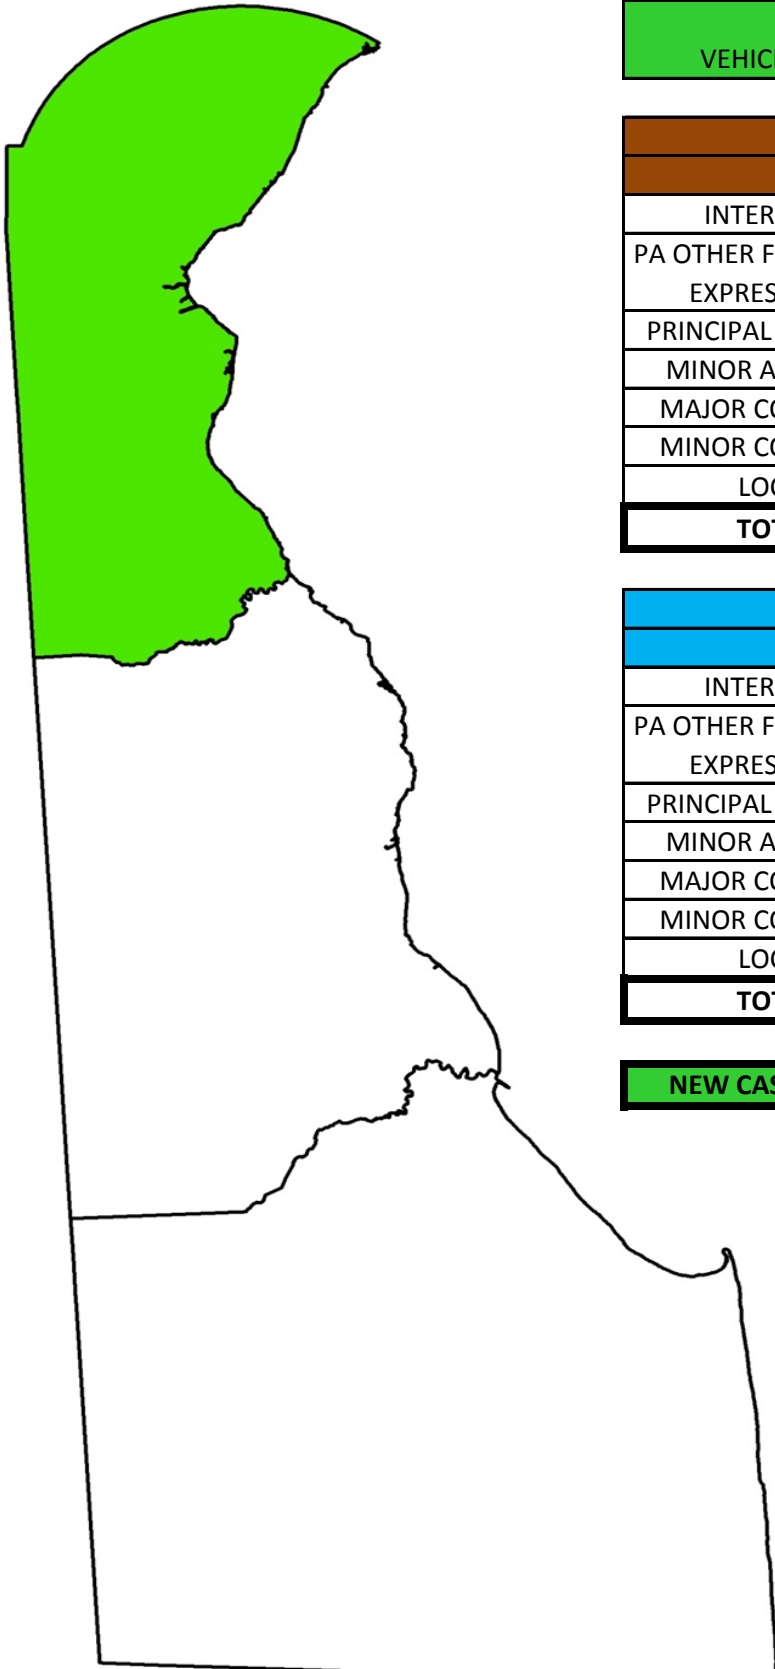 VEHIC
INTER
PA OTHER F
EXPRES
PRINCIPAL
MINOR A
MAJOR CO
MINOR CO
LOC
TOT
INTER
PA OTHER F
EXPRES
PRINCIPAL
MINOR A
MAJOR CO
MINOR CO
LOC
TOT
NEW CAS